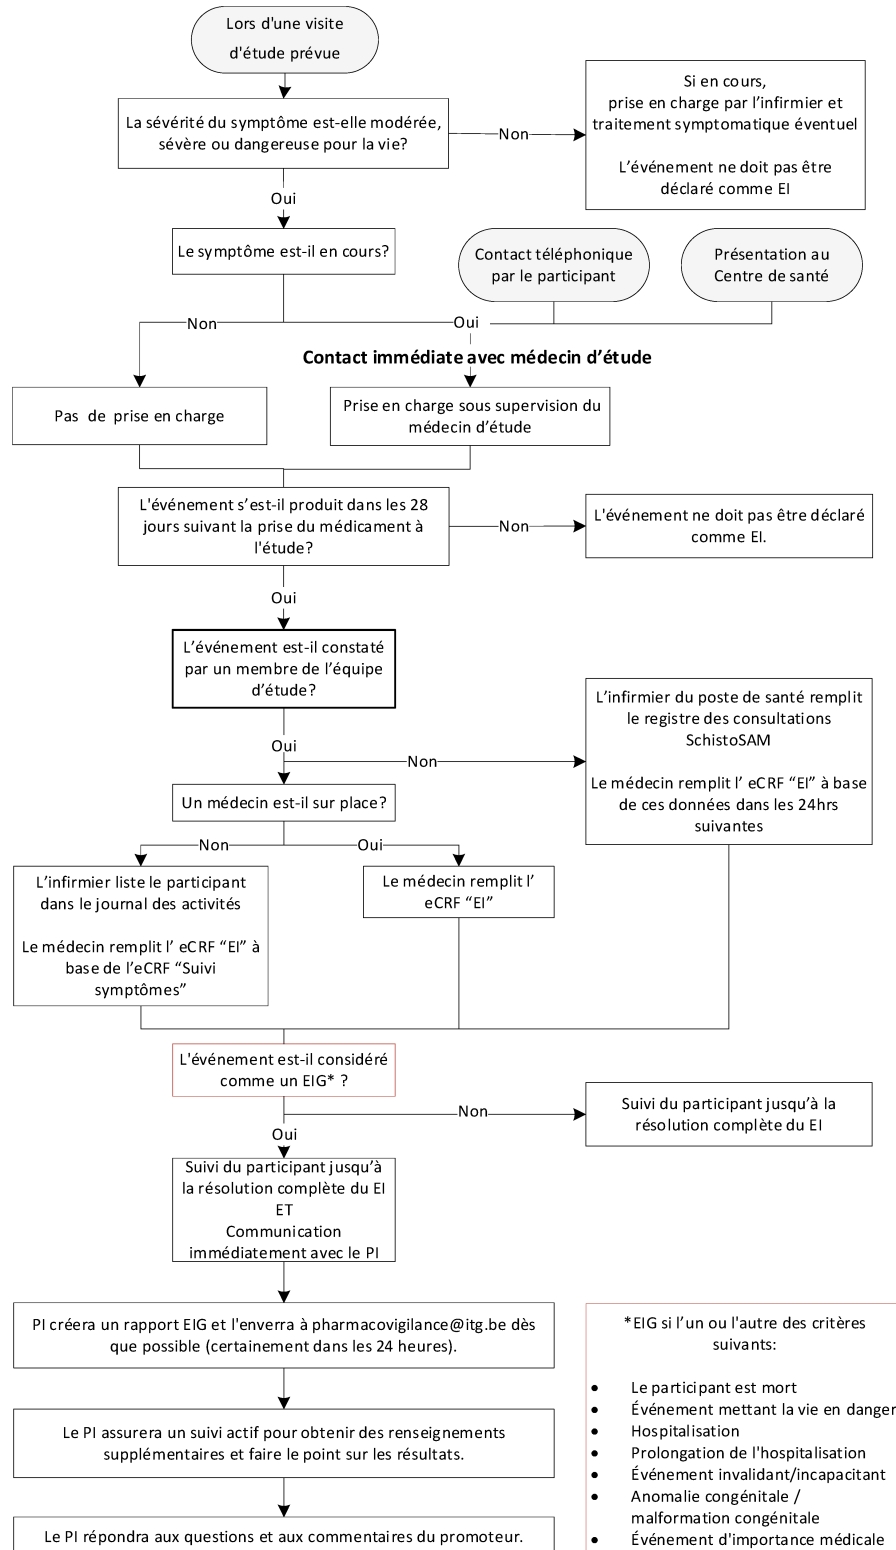 Lors d'une visite
d'étude prévue
La sévérité du symptôme est-elle modérée,
sévère ou dangereuse pour la vie?
Non
Si en cours,
prise en charge par l’infirmier et
traitement symptomatique éventuel
L’événement ne doit pas être
déclaré comme EI
Oui
Le symptôme est-il en cours?
Contact téléphonique
par le participant
Présentation au
Centre de santé
Non
Oui
Contact immédiate avec médecin d’étude
Pas de prise en charge
Prise en charge sous supervision du
médecin d’étude
L'événement s’est-il produit dans les 28
jours suivant la prise du médicament à
l'étude?
Non
L'événement ne doit pas être déclaré
comme EI.
Oui
L’événement est-il constaté
par un membre de l’équipe
d’étude?
Oui
Non
L’infirmier du poste de santé remplit
le registre des consultations
SchistoSAM
Le médecin remplit l’ eCRF “EI” à base
de ces données dans les 24hrs
suivantes
Un médecin est-il sur place?
Non
Oui
L’infirmier liste le participant
dans le journal des activités
Le médecin remplit l’ eCRF “EI” à
base de l’eCRF “Suivi
symptômes”
Le médecin remplit l’
eCRF “EI”
L'événement est-il considéré
comme un EIG* ?
Non
Suivi du participant jusqu’à la
résolution complète du EI
Oui
Suivi du participant jusqu’à
la résolution complète du EI
ET
Communication
immédiatement avec le PI
PI créera un rapport EIG et l'enverra à pharmacovigilance@itg.be dès
que possible (certainement dans les 24 heures).
Le PI assurera un suivi actif pour obtenir des renseignements
supplémentaires et faire le point sur les résultats.
Le PI répondra aux questions et aux commentaires du promoteur.
*EIG si l’un ou l'autre des critères
suivants:
• Le participant est mort
• Événement mettant la vie en danger
• Hospitalisation
• Prolongation de l'hospitalisation
• Événement invalidant/incapacitant
• Anomalie congénitale /
malformation congénitale
• Événement d'importance médicale